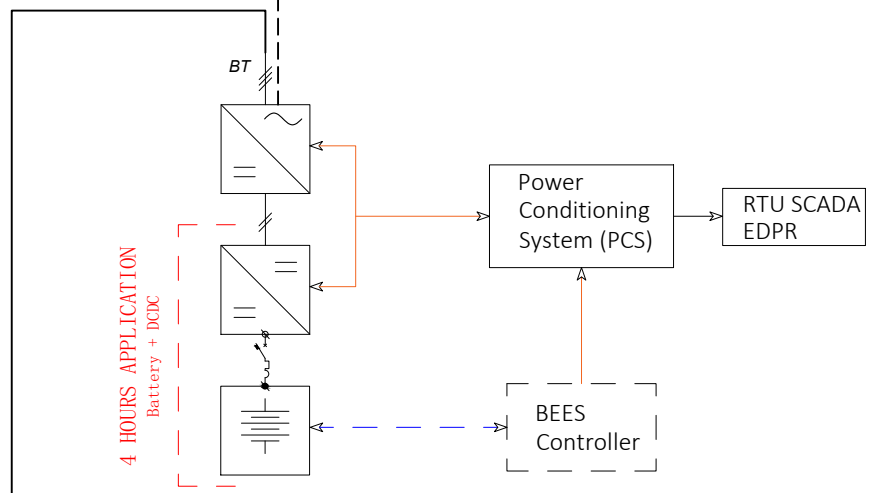 BT
Power
Conditioning
System (PCS)
RTU SCADA
EDPR
4 HOURS APPLICATION
Battery + DCDC
BEES
Controller